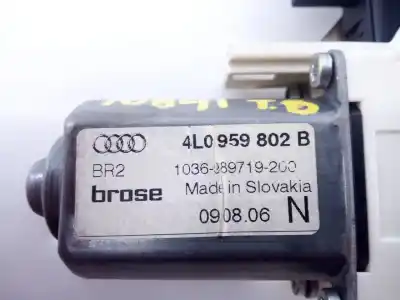 4L0 959 802 B
BR2 1036-989719-200
brose Made in Slovakia
0908.06 N